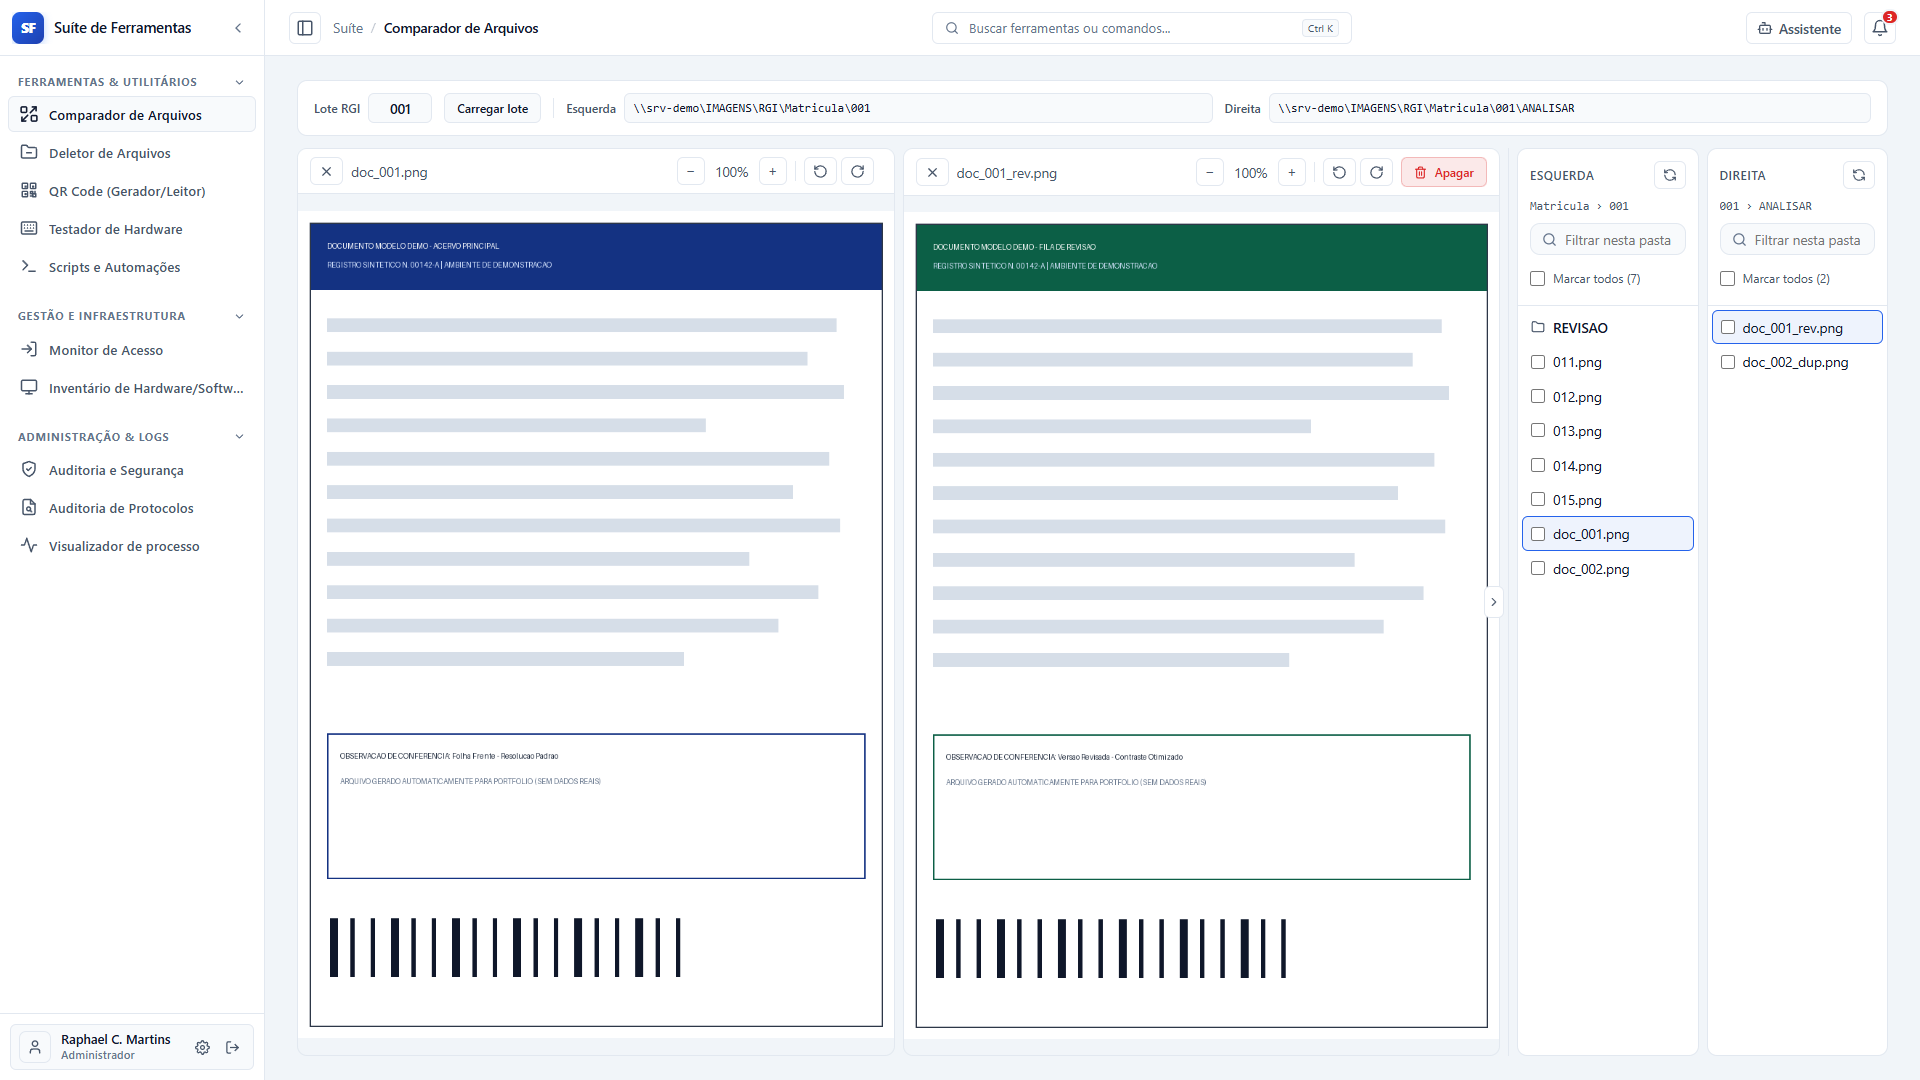 SF Suíte de Ferramentas
FERRAMENTAS & UTILITÁRIOS
Comparador de Arquivos
Deletor de Arquivos
QR Code (Gerador/Leitor)
Testador de Hardware
Scripts e Automações
GESTÃO E INFRAESTRUTURA
Monitor de Acesso
Inventário de Hardware/Softw...
ADMINISTRAÇÃO & LOGS
Auditoria e Segurança
Auditoria de Protocolos
Visualizador de processo
Raphael C. Martins
Administrador
Suíte / Comparador de Arquivos
Buscar ferramentas ou comandos... Ctrl K
Assistente
3
Lote RGI 001 Carregar lote Esquerda \\srv-demo\IMAGENS\RGI\Matricula\001 Direita \\srv-demo\IMAGENS\RGI\Matricula\001\ANALISAR
doc_001.png − 100% +
DOCUMENTO MODELO DEMO - ACERVO PRINCIPAL
REGISTRO SINTETICO N. 00142-A | AMBIENTE DE DEMONSTRACAO
OBSERVACAO DE CONFERENCIA: Folha Frente - Resolucao Padrao
ARQUIVO GERADO AUTOMATICAMENTE PARA PORTFOLIO (SEM DADOS REAIS)
doc_001_rev.png − 100% + Apagar
DOCUMENTO MODELO DEMO - FILA DE REVISAO
REGISTRO SINTETICO N. 00142-A | AMBIENTE DE DEMONSTRACAO
OBSERVACAO DE CONFERENCIA: Versao Revisada - Contraste Otimizado
ARQUIVO GERADO AUTOMATICAMENTE PARA PORTFOLIO (SEM DADOS REAIS)
ESQUERDA
Matricula › 001
Filtrar nesta pasta
Marcar todos (7)
REVISAO
011.png
012.png
013.png
014.png
015.png
doc_001.png
doc_002.png
DIREITA
001 › ANALISAR
Filtrar nesta pasta
Marcar todos (2)
doc_001_rev.png
doc_002_dup.png